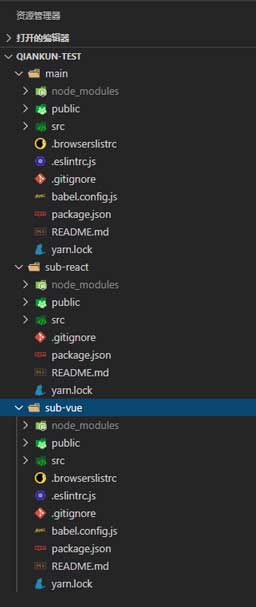 资源管理器
打开的编辑器
QIANKUN-TEST
main
node_modules
public
src
.browserslistrc
.eslintrc.js
.gitignore
babel.config.js
package.json
README.md
yarn.lock
sub-react
node_modules
public
src
.gitignore
package.json
README.md
yarn.lock
sub-vue
node_modules
public
src
.browserslistrc
.eslintrc.js
.gitignore
babel.config.js
package.json
README.md
yarn.lock